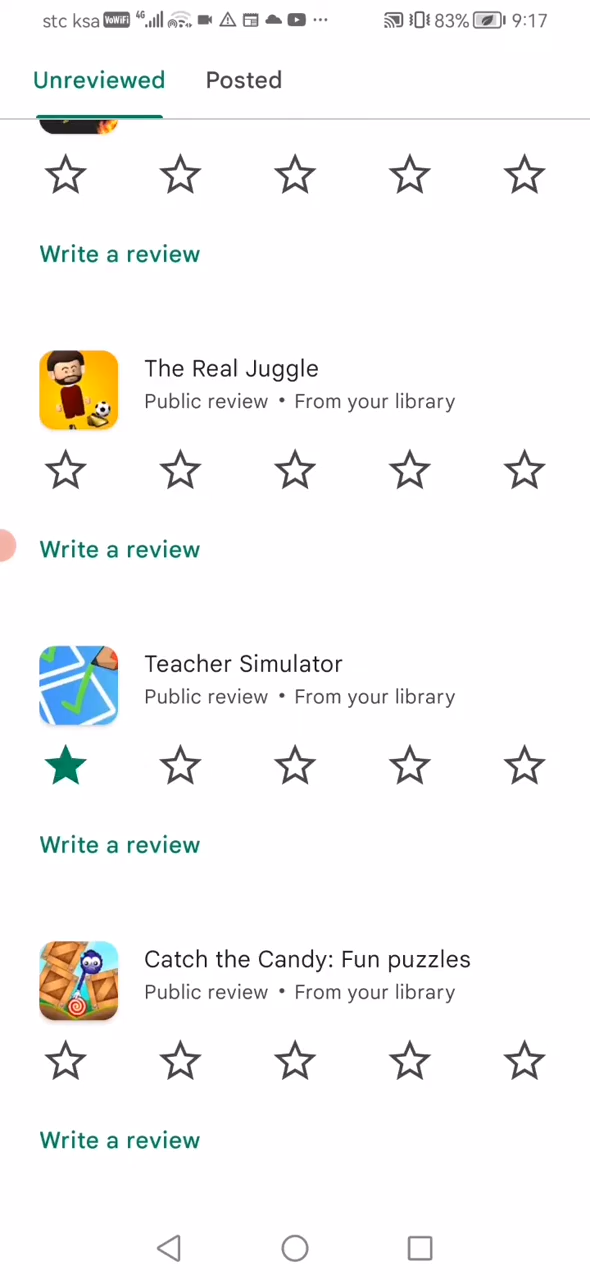 stc ksa VoWiFi 4G 83% 9:17
Unreviewed Posted
Write a review
The Real Juggle
Public review • From your library
Write a review
Teacher Simulator
Public review • From your library
Write a review
Catch the Candy: Fun puzzles
Public review • From your library
Write a review